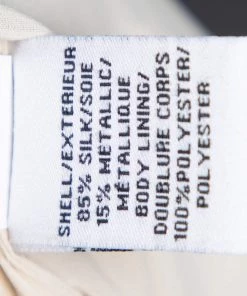 SHELL/EXTERIEUR
85% SILK/SOIE
15% METALLIC/
MÉTALLIQUE
BODY LINING/
DOUBLURE CORPS
100%POLYESTER/
POLYESTER